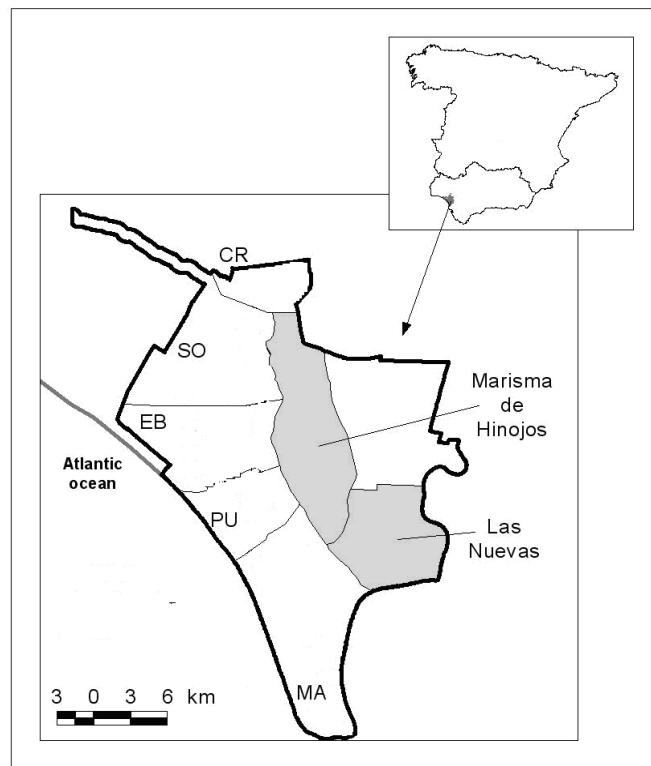 CR
SO
Marisma
de
Hinojos
EB
Atlantic
ocean
PU
Las
Nuevas
MA
3 0 3 6 km